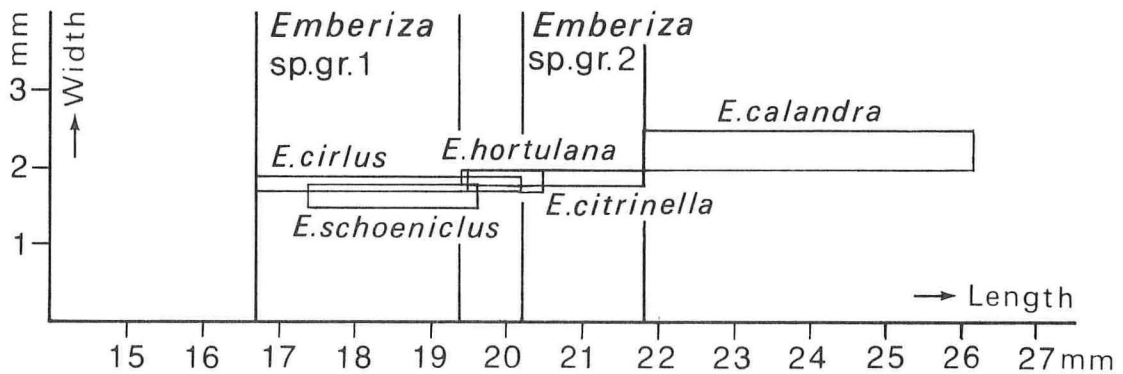 mm
Width
3
2
1
Emberiza
sp.gr.1
Emberiza
sp.gr.2
E.calandra
E.cirlus
E.hortulana
E.citrinella
E.schoeniclus
Length
15 16 17 18 19 20 21 22 23 24 25 26 27mm